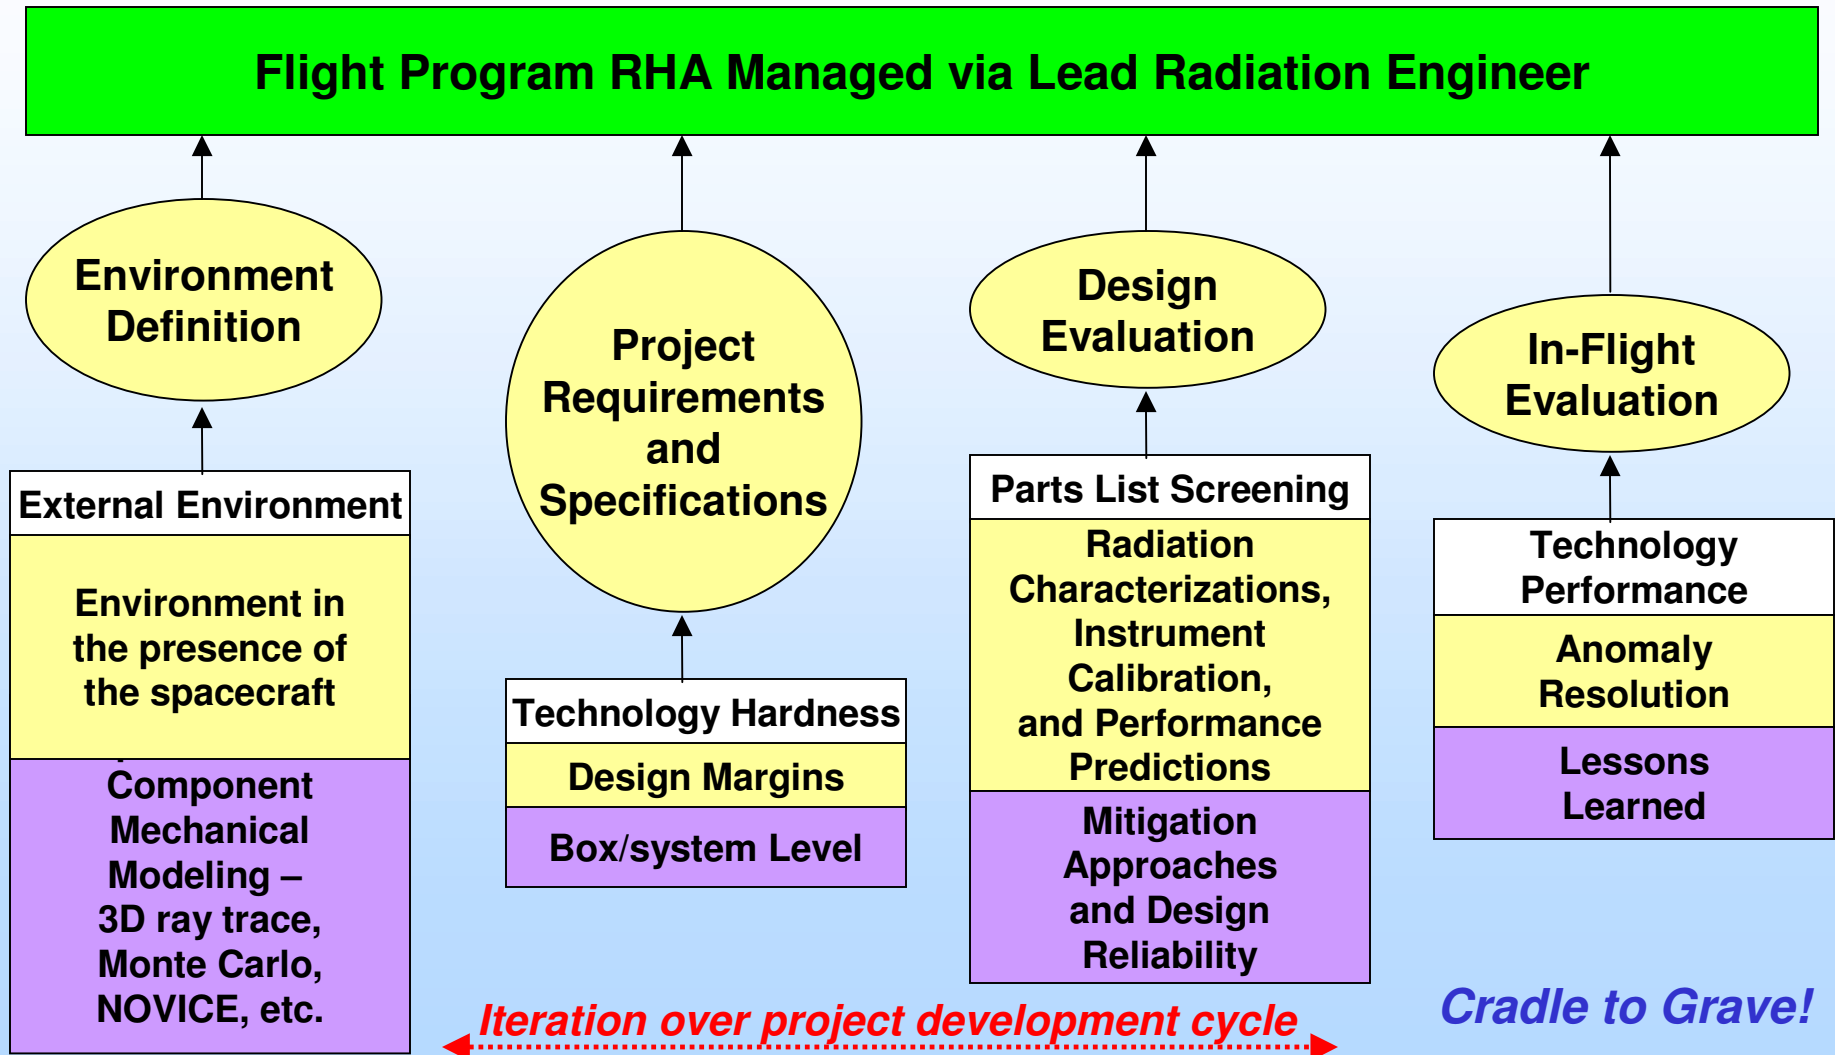 Flight Program RHA Managed via Lead Radiation Engineer
Environment
Definition
External Environment
Environment in
the presence of
the spacecraft
Component
Mechanical
Modeling –
3D ray trace,
Monte Carlo,
NOVICE, etc.
Project
Requirements
and
Specifications
Technology Hardness
Design Margins
Box/system Level
Design
Evaluation
Parts List Screening
Radiation
Characterizations,
Instrument
Calibration,
and Performance
Predictions
Mitigation
Approaches
and Design
Reliability
In-Flight
Evaluation
Technology
Performance
Anomaly
Resolution
Lessons
Learned
Iteration over project development cycle
Cradle to Grave!